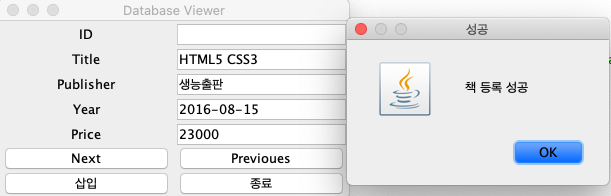 Database Viewer
ID
Title HTML5 CSS3
Publisher 생능출판
Year 2016-08-15
Price 23000
Next Previoues
삽입 종료
성공
책 등록 성공
OK